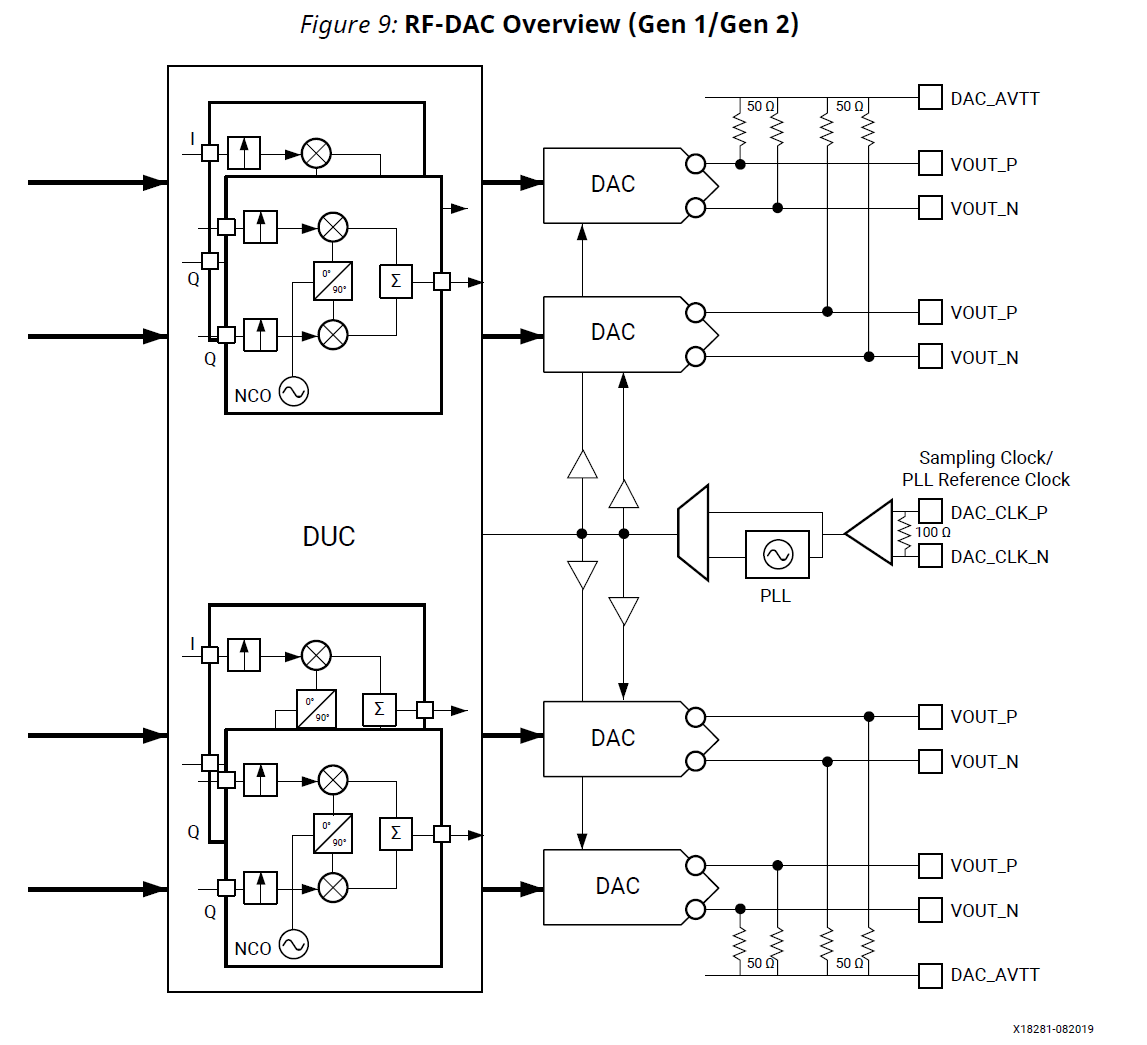 Figure 9: RF-DAC Overview (Gen 1/Gen 2)
50 Ω
50 Ω
DAC_AVTT
I
DAC
VOUT_P
VOUT_N
Q
0°
90°
Σ
DAC
VOUT_P
VOUT_N
Q
NCO
Sampling Clock/
PLL Reference Clock
DAC_CLK_P
100 Ω
DAC_CLK_N
DUC
PLL
I
0°
90°
Σ
DAC
VOUT_P
VOUT_N
Q
0°
90°
Σ
DAC
VOUT_P
VOUT_N
Q
NCO
50 Ω
50 Ω
DAC_AVTT
X18281-082019